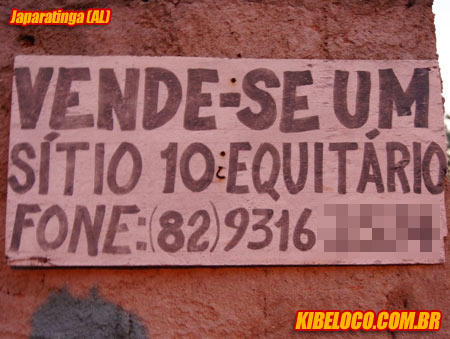 Japaratinga (AL)
VENDE-SE UM
SÍTIO 10 EQUITÁRIO
FONE: (82) 9316
KIBELOCO.COM.BR